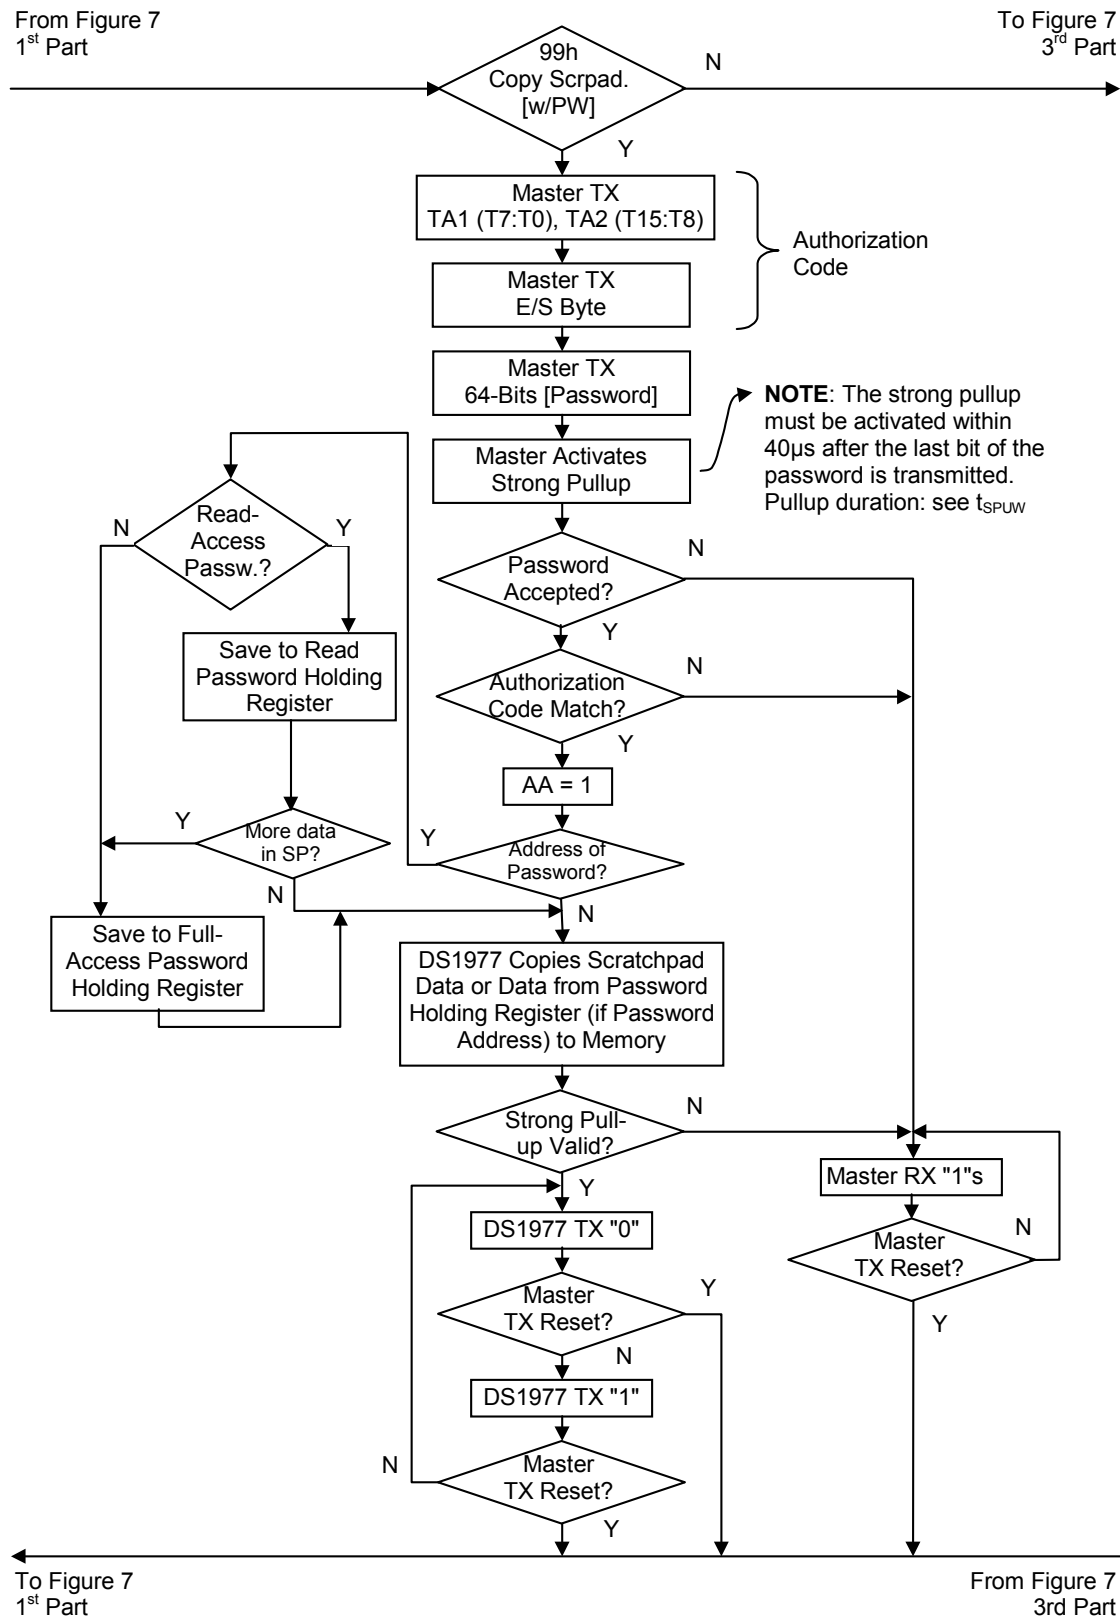 From Figure 7
1st Part
To Figure 7
3rd Part
99h
Copy Scrpad.
[w/PW]
N
Y
Master TX
TA1 (T7:T0), TA2 (T15:T8)
Authorization
Code
Master TX
E/S Byte
Master TX
64-Bits [Password]
NOTE: The strong pullup
must be activated within
40µs after the last bit of the
password is transmitted.
Pullup duration: see tSPUW
Master Activates
Strong Pullup
N
Read-
Access
Passw.?
Y
Password
Accepted?
N
Y
Save to Read
Password Holding
Register
Authorization
Code Match?
N
Y
AA = 1
Y
More data
in SP?
N
Y
Address of
Password?
N
Save to Full-
Access Password
Holding Register
DS1977 Copies Scratchpad
Data or Data from Password
Holding Register (if Password
Address) to Memory
Strong Pull-
up Valid?
N
Y
Master RX "1"s
DS1977 TX "0"
Master
TX Reset?
N
Y
Master
TX Reset?
Y
N
DS1977 TX "1"
Master
TX Reset?
N
Y
To Figure 7
1st Part
From Figure 7
3rd Part